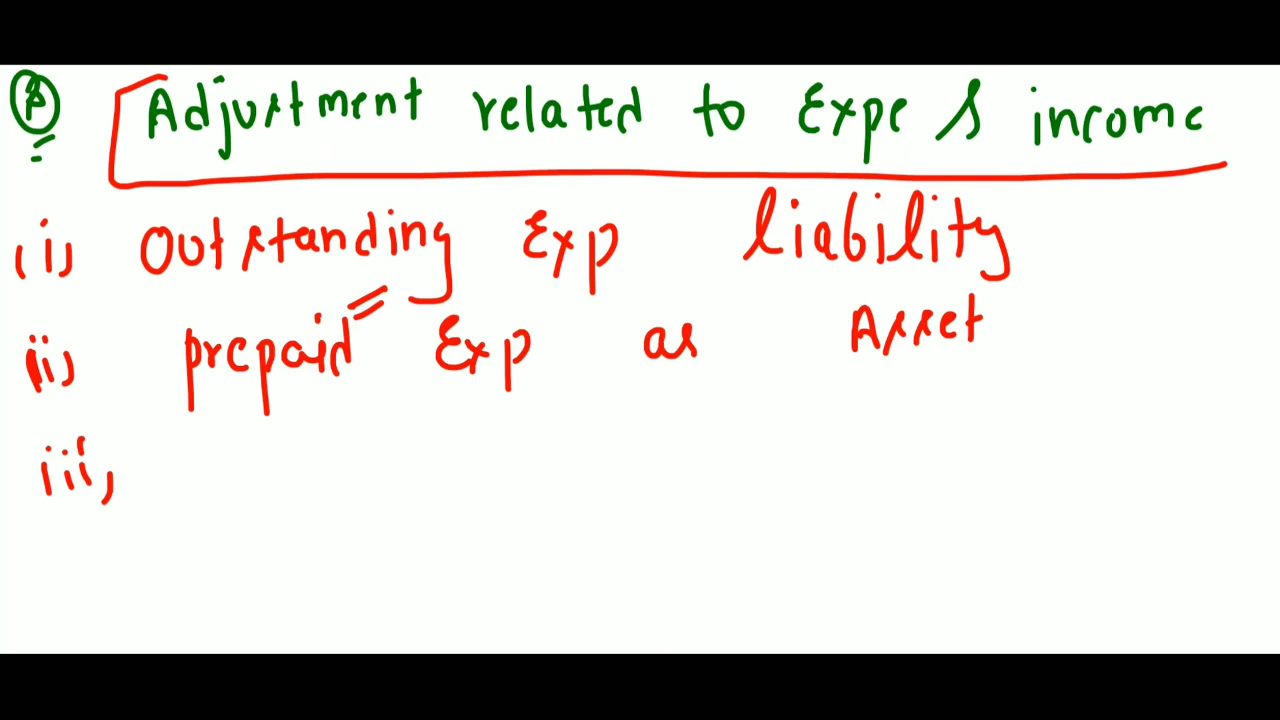 Adjustment related to Expe & income
(i) Outstanding Exp liability
ii) prepaid Exp as Asset
iii)